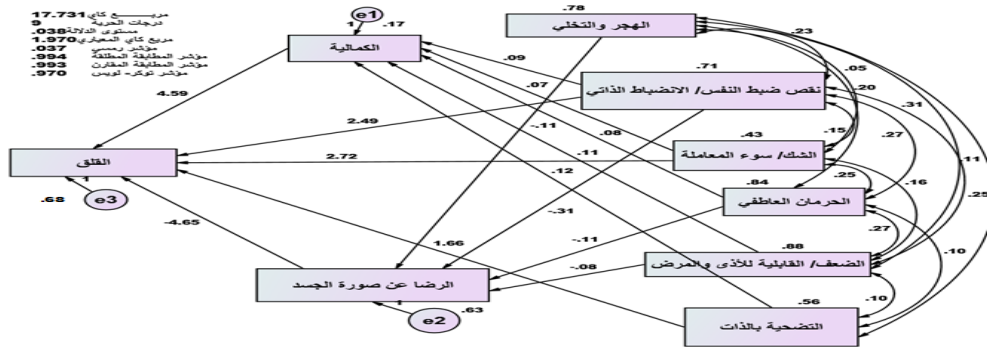 مربع كاي 17.731
درجات الحرية 9
مستوى الدلالة .038
مربع كاي المعياري 1.970
مؤشر رمسي .037
مؤشر المطابقة المطلقة .994
مؤشر المطابقة المقارن .993
مؤشر توكر- لويس .970
e1
1
.17
الكمالية
.78
الهجر والتخلي
.71
نقص ضبط النفس/ الانضباط الذاتي
.43
الشك/ سوء المعاملة
.84
الحرمان العاطفي
.88
الضعف/ القابلية للأذى والمرض
.56
التضحية بالذات
القلق
1
e3
.68
الرضا عن صورة الجسد
1
e2
.63
4.59
2.49
2.72
-4.65
1.66
.09
.07
-.11
.08
.11
.12
-.31
-.11
-.08
.23
.05
.20
.31
.15
.27
.11
.25
.16
.25
.27
.10
.10